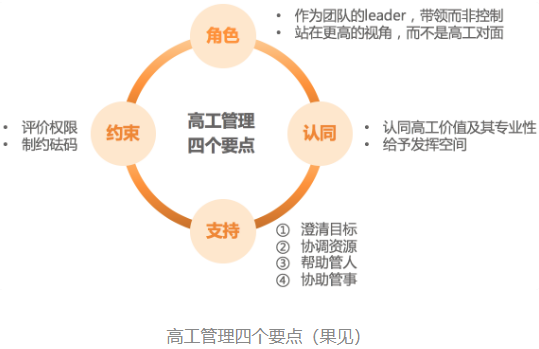 角色
• 作为团队的leader，带领而非控制
• 站在更高的视角，而不是高工对面
高工管理
四个要点
约束
• 评价权限
• 制约砝码
认同
• 认同高工价值及其专业性
• 给予发挥空间
支持
① 澄清目标
② 协调资源
③ 帮助管人
④ 协助管事
高工管理四个要点（果见）